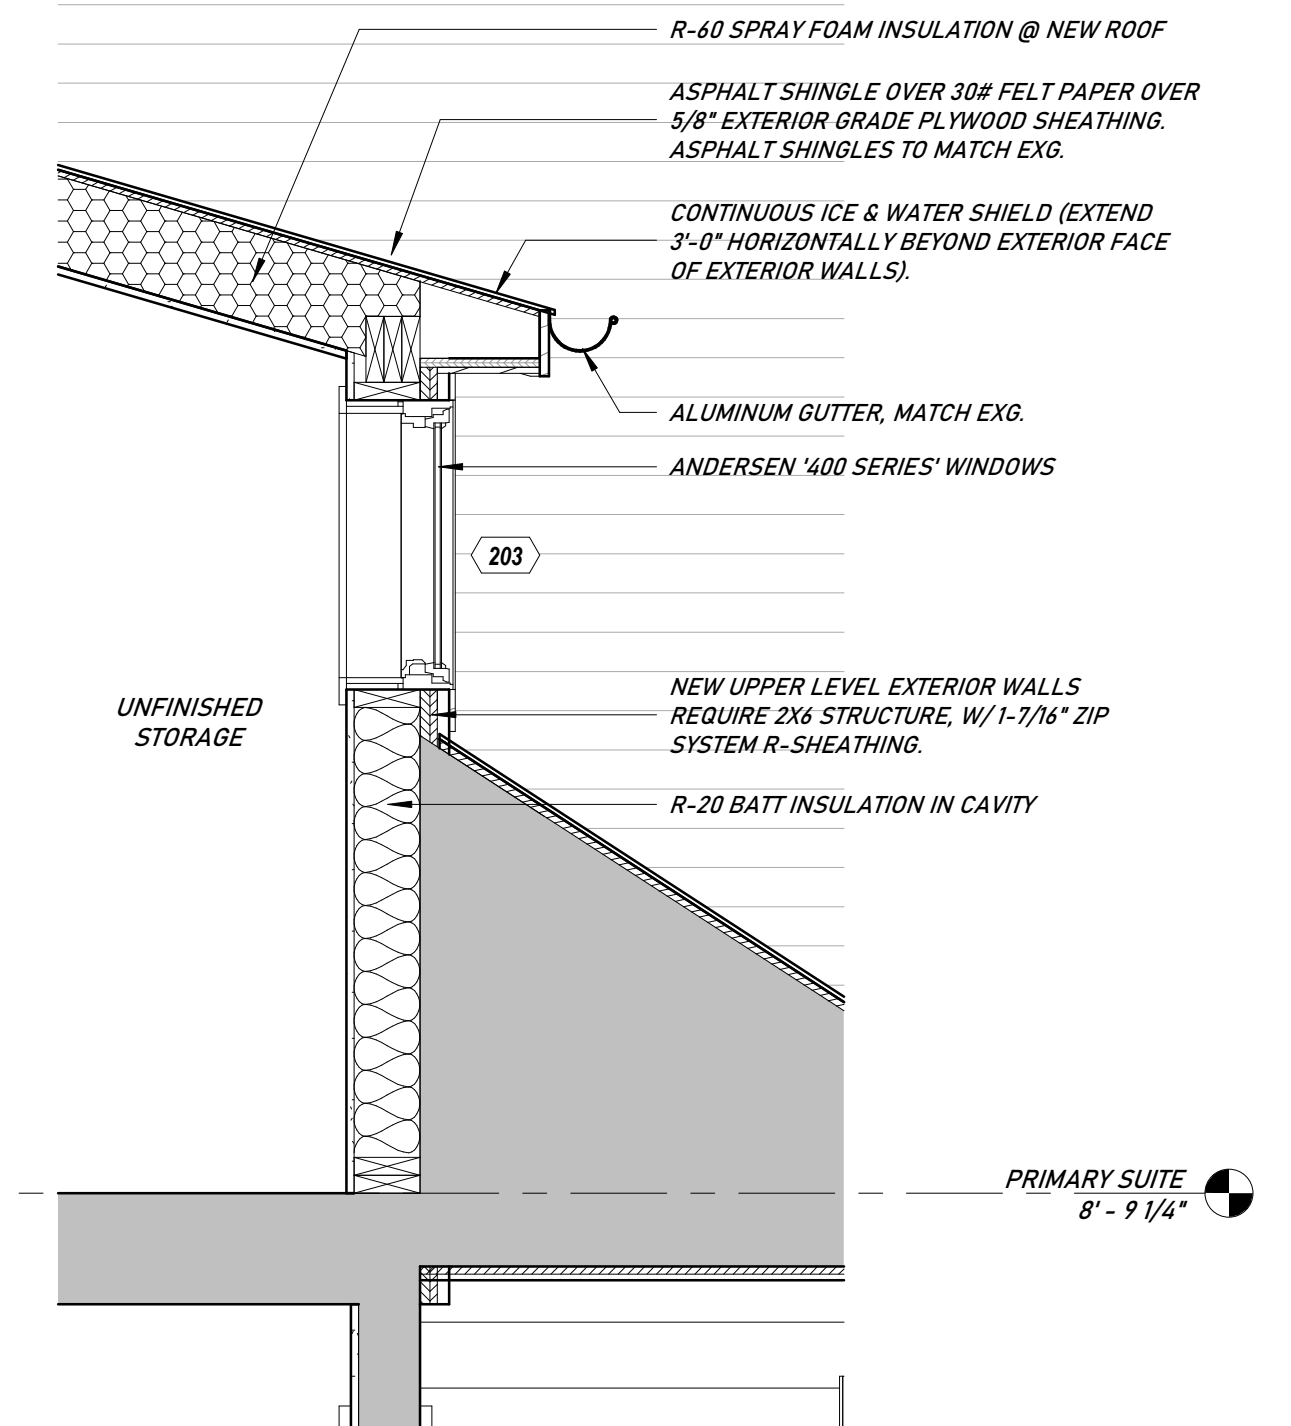 R-60 SPRAY FOAM INSULATION @ NEW ROOF
ASPHALT SHINGLE OVER 30# FELT PAPER OVER
5/8" EXTERIOR GRADE PLYWOOD SHEATHING.
ASPHALT SHINGLES TO MATCH EXG.
CONTINUOUS ICE & WATER SHIELD (EXTEND
3'-0" HORIZONTALLY BEYOND EXTERIOR FACE
OF EXTERIOR WALLS).
ALUMINUM GUTTER, MATCH EXG.
ANDERSEN '400 SERIES' WINDOWS
203
UNFINISHED
STORAGE
NEW UPPER LEVEL EXTERIOR WALLS
REQUIRE 2X6 STRUCTURE, W/ 1-7/16" ZIP
SYSTEM R-SHEATHING.
R-20 BATT INSULATION IN CAVITY
PRIMARY SUITE
8' - 9 1/4"